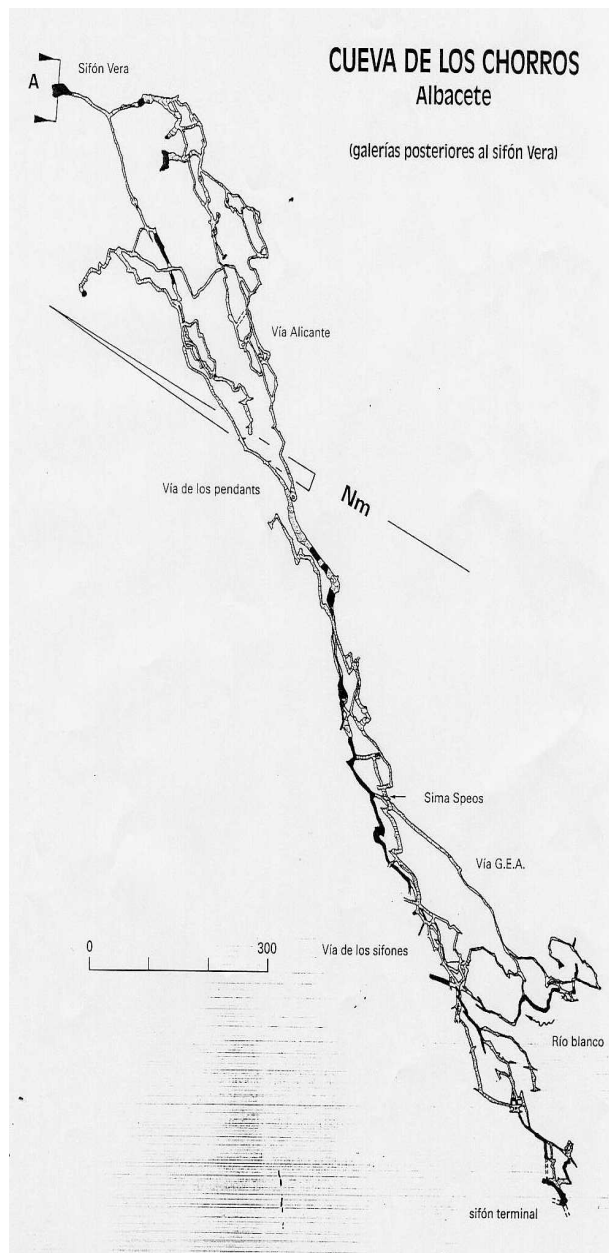 CUEVA DE LOS CHORROS
Albacete
(galerías posteriores al sifón Vera)
Sifón Vera
A
Vía Alicante
Vía de los pendants
Nm
Sima Speos
Vía G.E.A.
Vía de los sifones
0 300
Río blanco
sifón terminal